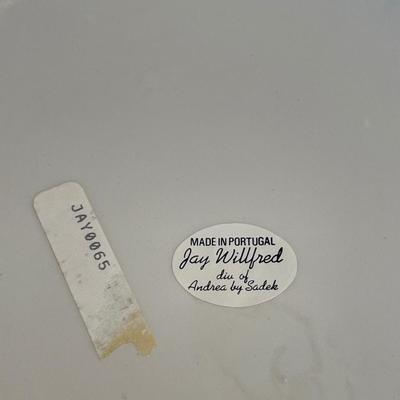 JAY0065
MADE IN PORTUGAL
Jay Willfred
div of
Andrea by Sadek